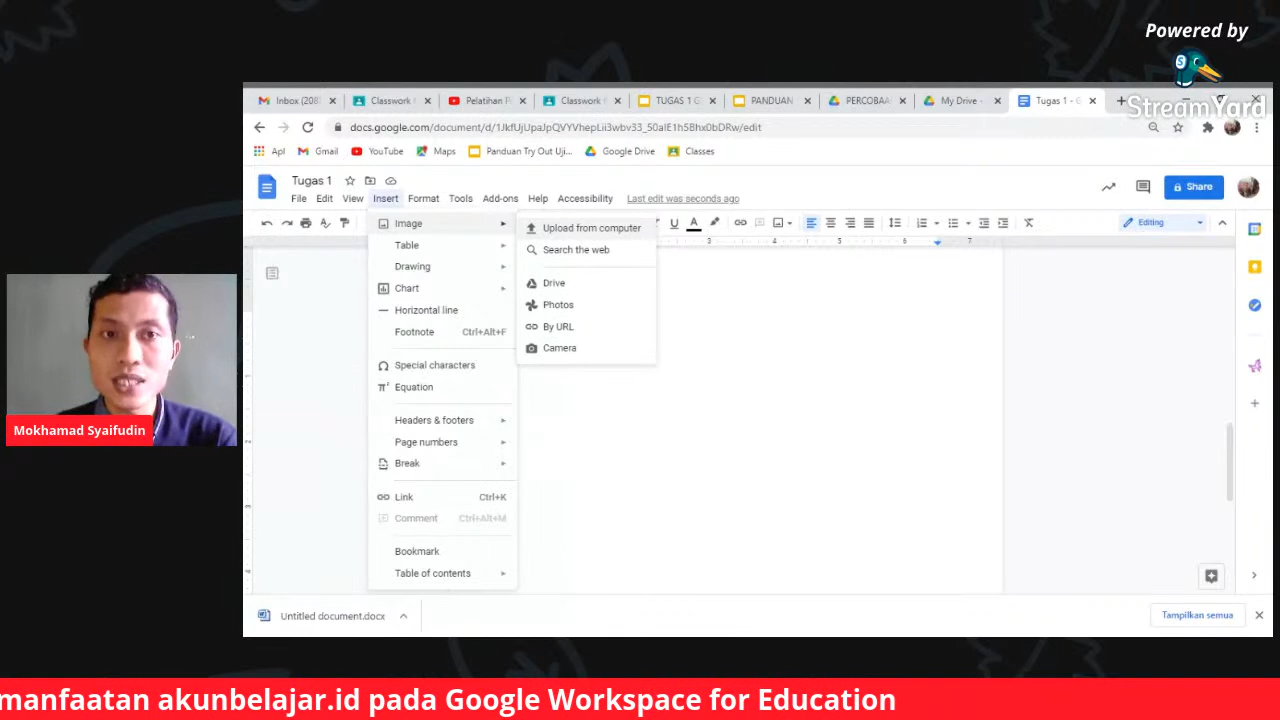 Powered by
StreamYard
Inbox (208
Classwork
Pelatihan P
Classwork f
TUGAS 1 G
PANDUAN
PERCOBAA
My Drive -
Tugas 1 - G
docs.google.com/document/d/
/edit
Apl
Gmail
YouTube
Maps
Panduan Try Out Uji...
Google Drive
Classes
Tugas 1
File Edit View Insert Format Tools Add-ons Help Accessibility Last edit was seconds ago
Share
Editing
3 4 5 6 7
Image
Table
Drawing
Chart
Horizontal line
Footnote Ctrl+Alt+F
Special characters
Equation
Headers & footers
Page numbers
Break
Link Ctrl+K
Comment Ctrl+Alt+M
Bookmark
Table of contents
Upload from computer
Search the web
Drive
Photos
By URL
Camera
Mokhamad Syaifudin
Untitled document.docx
Tampilkan semua
manfaatan akunbelajar.id pada Google Workspace for Education